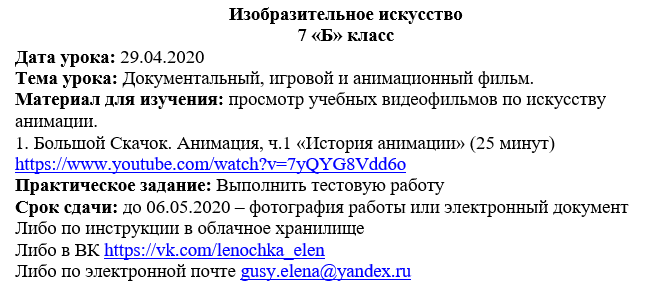 Изобразительное искусство
7 «Б» класс
Дата урока: 29.04.2020
Тема урока: Документальный, игровой и анимационный фильм.
Материал для изучения: просмотр учебных видеофильмов по искусству
анимации.
1. Большой Скачок. Анимация, ч.1 «История анимации» (25 минут)
https://www.youtube.com/watch?v=7yQYG8Vdd6o
Практическое задание: Выполнить тестовую работу
Срок сдачи: до 06.05.2020 – фотография работы или электронный документ
Либо по инструкции в облачное хранилище
Либо в ВК https://vk.com/lenochka_elen
Либо по электронной почте gusy.elena@yandex.ru